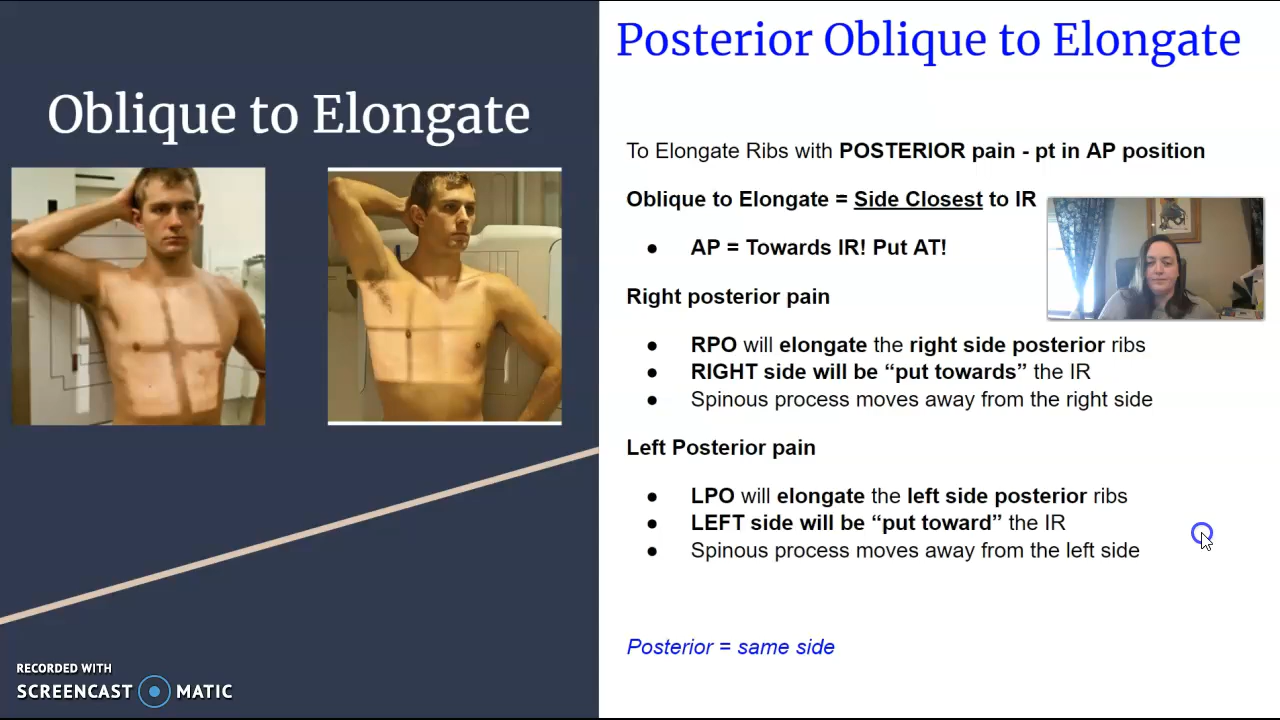 Oblique to Elongate
RECORDED WITH
SCREENCAST MATIC
Posterior Oblique to Elongate
To Elongate Ribs with POSTERIOR pain - pt in AP position
Oblique to Elongate = Side Closest to IR
● AP = Towards IR! Put AT!
Right posterior pain
● RPO will elongate the right side posterior ribs
● RIGHT side will be “put towards” the IR
● Spinous process moves away from the right side
Left Posterior pain
● LPO will elongate the left side posterior ribs
● LEFT side will be “put toward” the IR
● Spinous process moves away from the left side
Posterior = same side